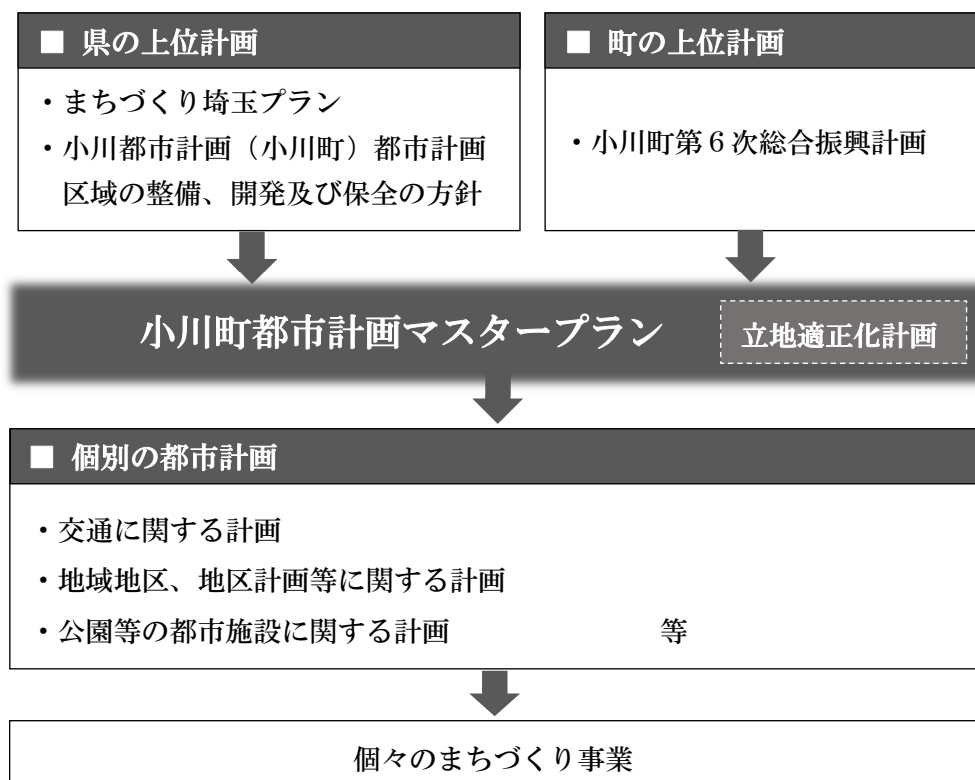 ■ 県の上位計画
・まちづくり埼玉プラン
・小川都市計画（小川町）都市計画
区域の整備、開発及び保全の方針
■ 町の上位計画
・小川町第６次総合振興計画
小川町都市計画マスタープラン
立地適正化計画
■ 個別の都市計画
・交通に関する計画
・地域地区、地区計画等に関する計画
・公園等の都市施設に関する計画　　　　　　　　等
個々のまちづくり事業